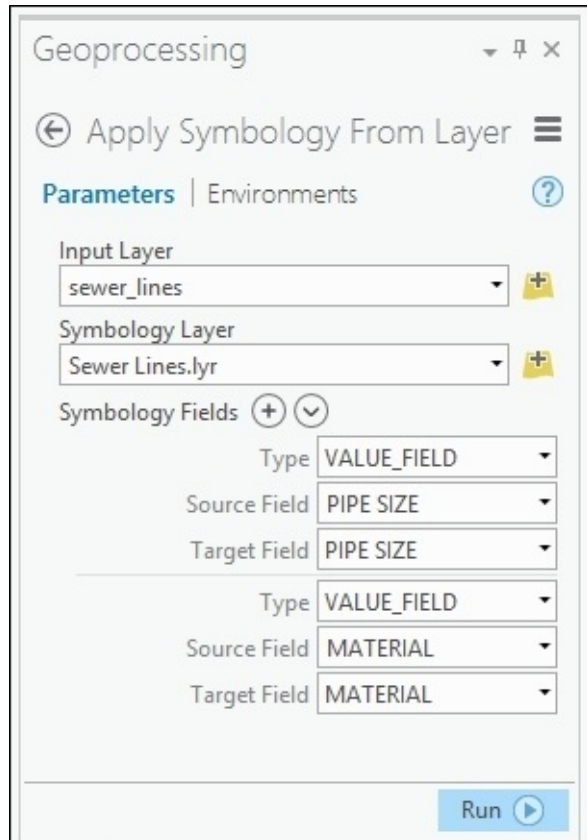 Geoprocessing
Apply Symbology From Layer
Parameters | Environments
Input Layer
sewer_lines
Symbology Layer
Sewer Lines.lyr
Symbology Fields
Type VALUE_FIELD
Source Field PIPE SIZE
Target Field PIPE SIZE
Type VALUE_FIELD
Source Field MATERIAL
Target Field MATERIAL
Run